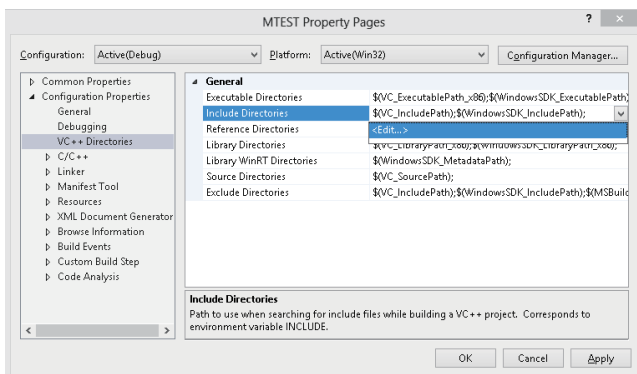 MTEST Property Pages
? ×
Configuration: Active(Debug) Platform: Active(Win32) Configuration Manager...
Common Properties
Configuration Properties
General
Debugging
VC++ Directories
C/C++
Linker
Manifest Tool
Resources
XML Document Generator
Browse Information
Build Events
Custom Build Step
Code Analysis
General
Executable Directories $(VC_ExecutablePath_x86);$(WindowsSDK_ExecutablePath)
Include Directories $(VC_IncludePath);$(WindowsSDK_IncludePath);
Reference Directories <Edit...>
Library Directories $(VC_LibraryPath_x86);$(WindowsSDK_LibraryPath_x86);
Library WinRT Directories $(WindowsSDK_MetadataPath);
Source Directories $(VC_SourcePath);
Exclude Directories $(VC_IncludePath);$(WindowsSDK_IncludePath);$(MSBuild
Include Directories
Path to use when searching for include files while building a VC++ project. Corresponds to
environment variable INCLUDE.
OK Cancel Apply